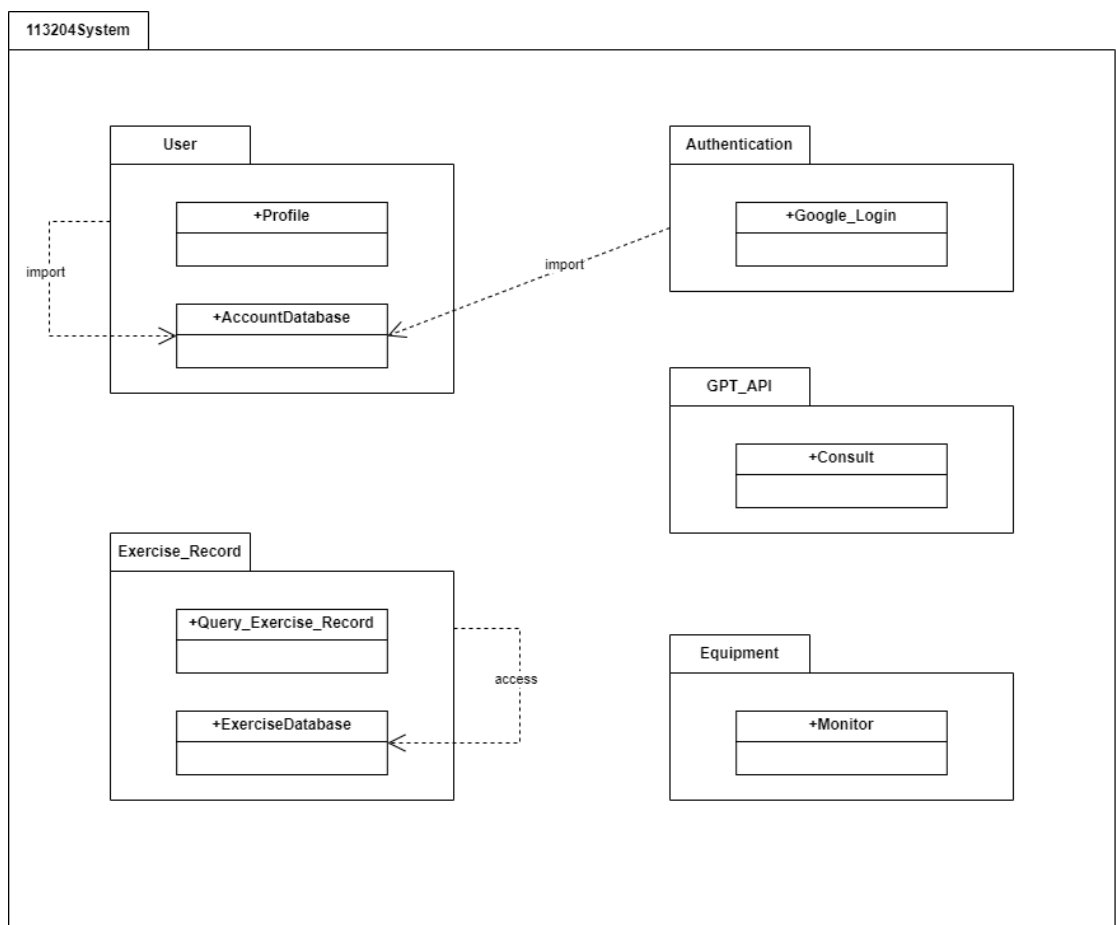 113204System
User
+Profile
+AccountDatabase
import
import
Authentication
+Google_Login
GPT_API
+Consult
Exercise_Record
+Query_Exercise_Record
+ExerciseDatabase
access
Equipment
+Monitor